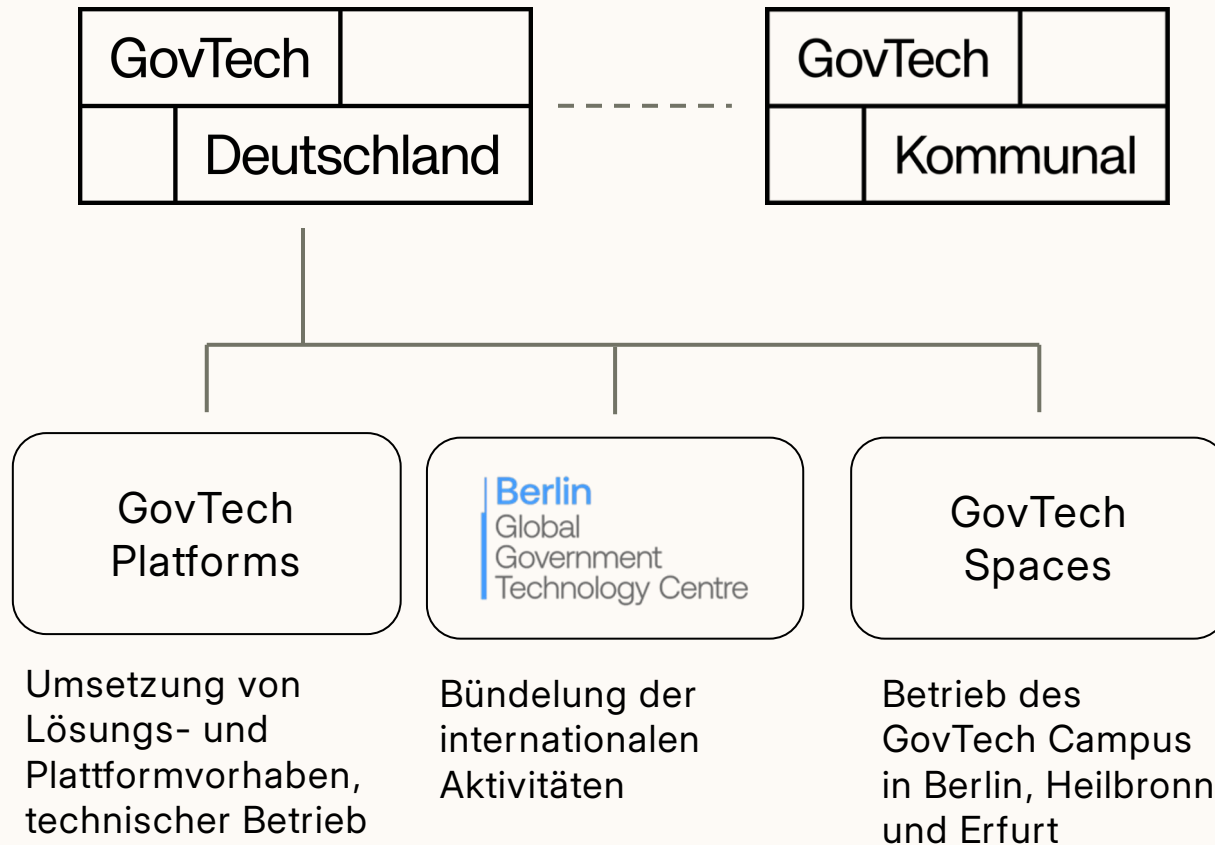 GovTech
Deutschland
GovTech
Kommunal
GovTech
Platforms
Berlin
Global
Government
Technology Centre
GovTech
Spaces
Umsetzung von
Lösungs- und
Plattformvorhaben,
technischer Betrieb
Bündelung der
internationalen
Aktivitäten
Betrieb des
GovTech Campus
in Berlin, Heilbronn
und Erfurt